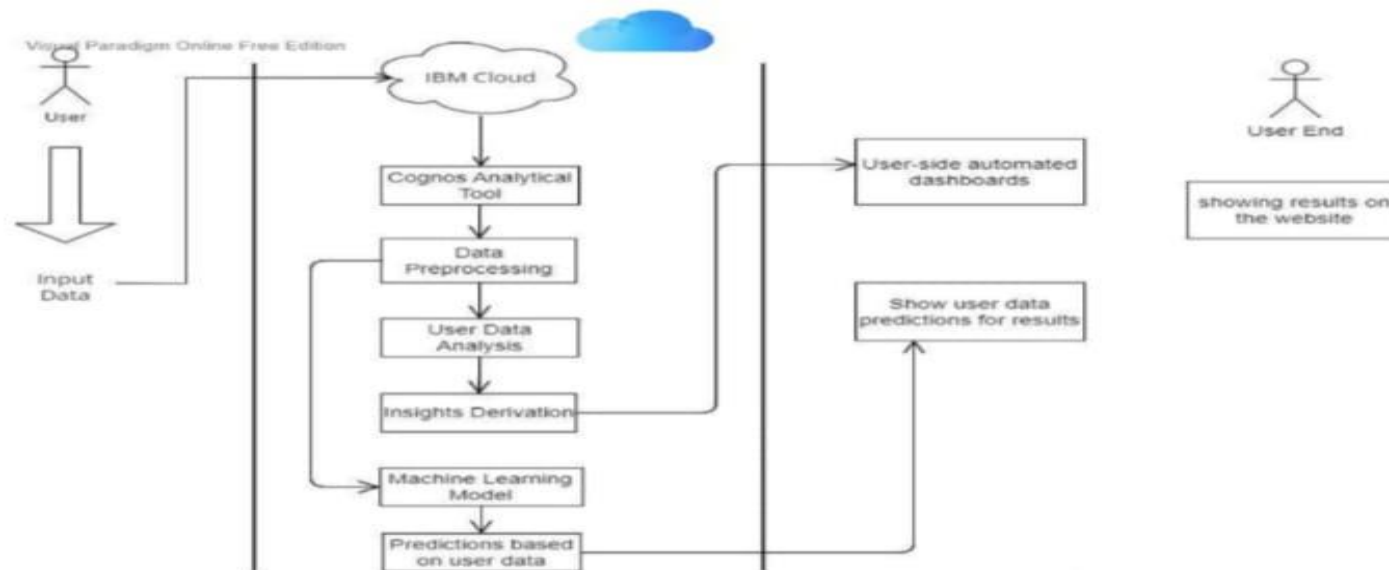 Visual Paradigm Online Free Edition
User
Input
Data
IBM Cloud
Cognos Analytical
Tool
Data
Preprocessing
User Data
Analysis
Insights Derivation
Machine Learning
Model
Predictions based
on user data
User-side automated
dashboards
Show user data
predictions for results
User End
showing results on
the website